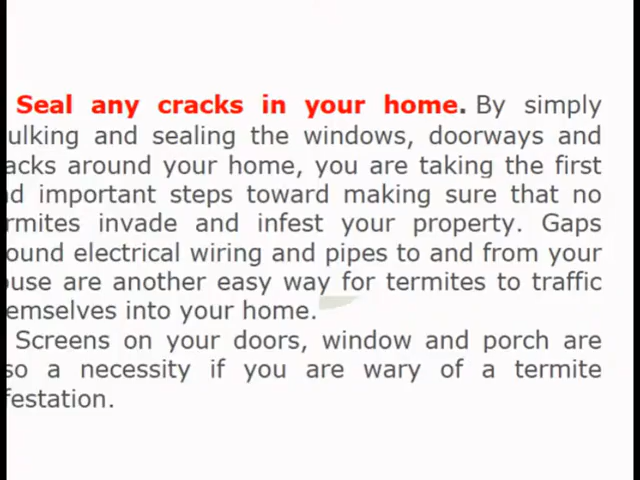 Seal any cracks in your home. By simply
ulking and sealing the windows, doorways and
acks around your home, you are taking the first
d important steps toward making sure that no
rmites invade and infest your property. Gaps
ound electrical wiring and pipes to and from your
ouse are another easy way for termites to traffic
emselves into your home.
Screens on your doors, window and porch are
so a necessity if you are wary of a termite
festation.